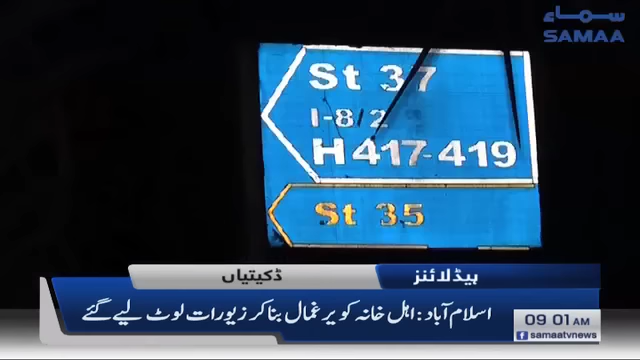 سماء
SAMAA
St 37
I-8/2
H 417-419
St 35
ہیڈلائنز
ڈکیتیاں
اسلام آباد: اہل خانہ کو یرغمال بنا کر زیورات لوٹ لیے گئے
09 01 AM
samaatvnews